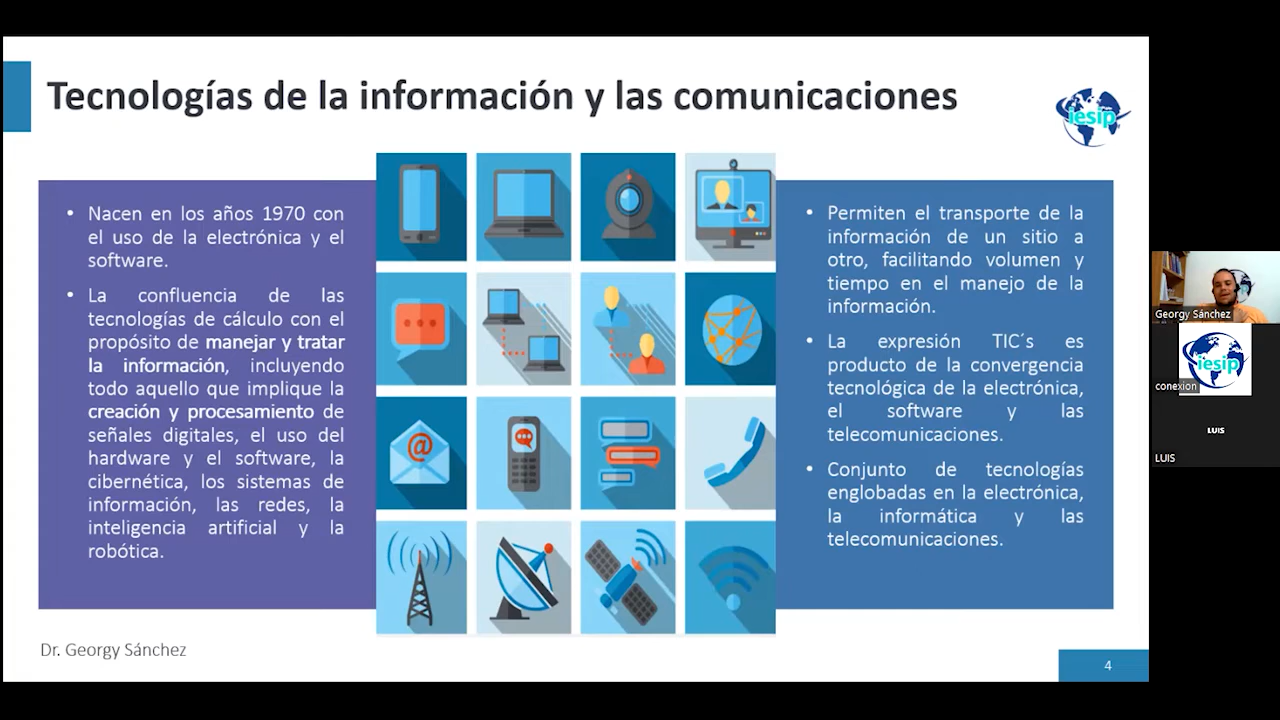 Tecnologías de la información y las comunicaciones
iesip
• Nacen en los años 1970 con
el uso de la electrónica y el
software.
• La confluencia de las
tecnologías de cálculo con el
propósito de manejar y tratar
la información, incluyendo
todo aquello que implique la
creación y procesamiento de
señales digitales, el uso del
hardware y el software, la
cibernética, los sistemas de
información, las redes, la
inteligencia artificial y la
robótica.
@
• Permiten el transporte de la
información de un sitio a
otro, facilitando volumen y
tiempo en el manejo de la
información.
• La expresión TIC´s es
producto de la convergencia
tecnológica de la electrónica,
el software y las
telecomunicaciones.
• Conjunto de tecnologías
englobadas en la electrónica,
la informática y las
telecomunicaciones.
Dr. Georgy Sánchez
4
Georgy Sánchez
iesip
conexion
LUIS
LUIS